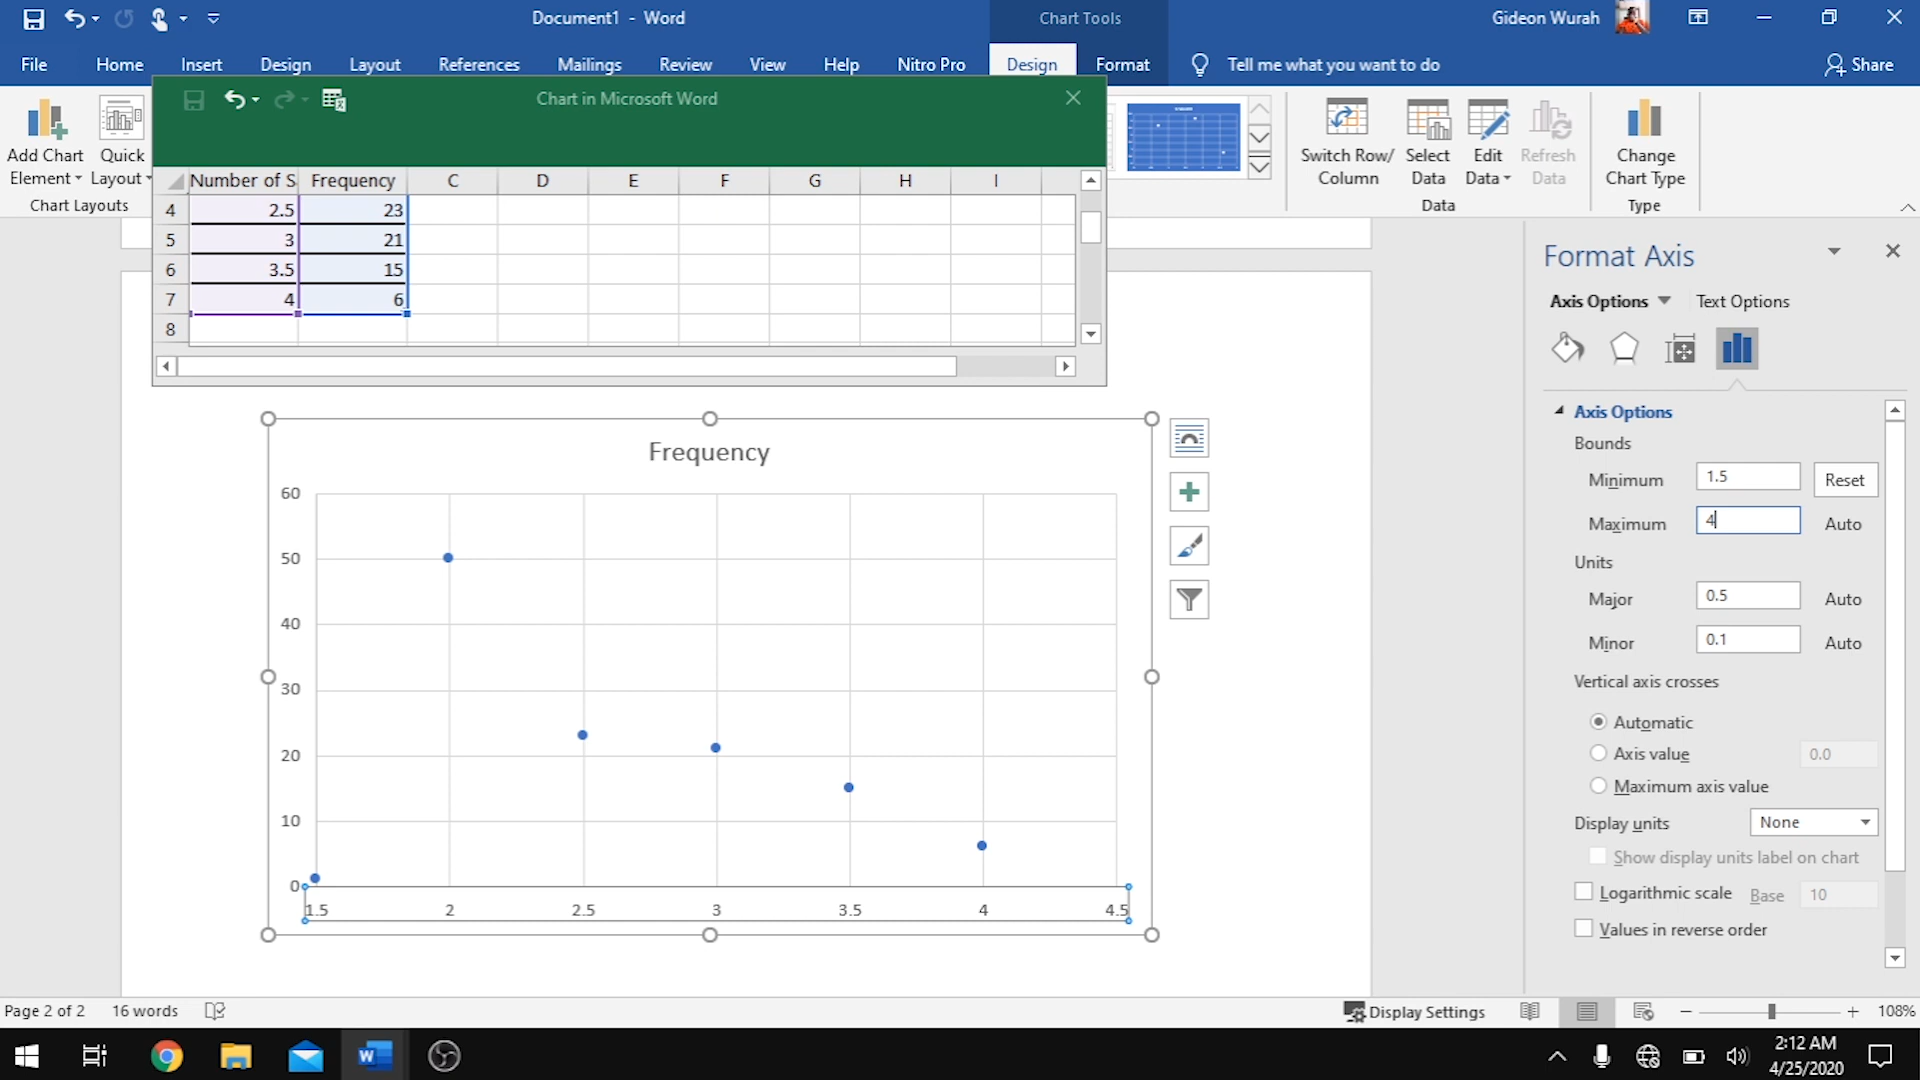 Document1 - Word
Chart Tools
Gideon Wurah
File Home Insert Design Layout References Mailings Review View Help Nitro Pro Design Format Tell me what you want to do Share
Chart in Microsoft Word
Add Chart Element
Quick Layout
Chart Layouts
Switch Row/ Column
Select Data
Edit Data
Refresh Data
Data
Change Chart Type
Type
Number of S Frequency C D E F G H I
4 2.5 23
5 3 21
6 3.5 15
7 4 6
8
Frequency
60
50
40
30
20
10
0
1.5 2 2.5 3 3.5 4 4.5
Format Axis
Axis Options Text Options
Axis Options
Bounds
Minimum 1.5 Reset
Maximum 4 Auto
Units
Major 0.5 Auto
Minor 0.1 Auto
Vertical axis crosses
Automatic
Axis value 0.0
Maximum axis value
Display units None
Show display units label on chart
Logarithmic scale Base 10
Values in reverse order
Page 2 of 2 16 words Display Settings 108%
2:12 AM
4/25/2020